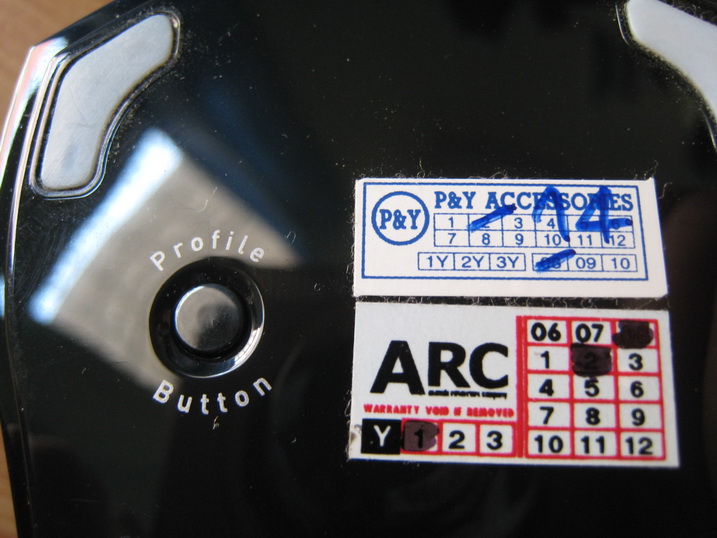 Profile
Button
P&Y
P&Y ACCESSORIES
1 2 3 4
7 8 9 10 11 12
1Y 2Y 3Y 09 10
14
06 07
ARC
1 2 3
4 5 6
WARRANTY VOID IF REMOVED
7 8 9
Y 1 2 3
10 11 12